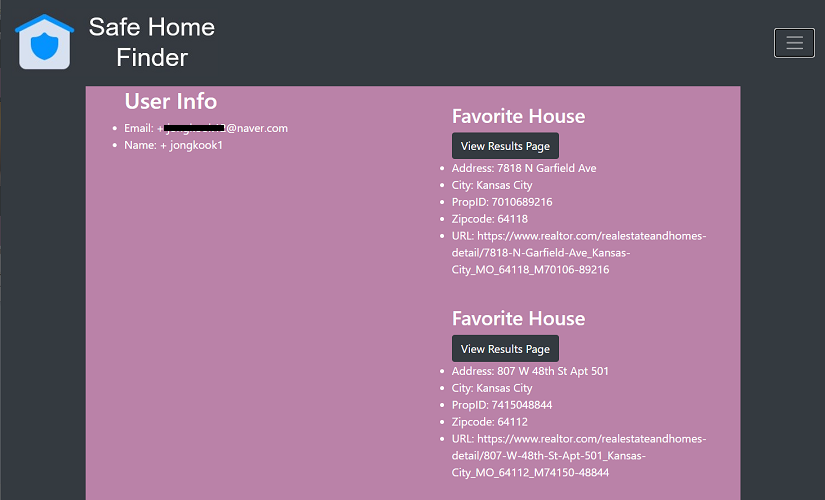 Safe Home
Finder
User Info
Email: + @naver.com
Name: + jongkook1
Favorite House
View Results Page
Address: 7818 N Garfield Ave
City: Kansas City
PropID: 7010689216
Zipcode: 64118
URL: https://www.realtor.com/realestateandhomes-
detail/7818-N-Garfield-Ave_Kansas-
City_MO_64118_M70106-89216
Favorite House
View Results Page
Address: 807 W 48th St Apt 501
City: Kansas City
PropID: 7415048844
Zipcode: 64112
URL: https://www.realtor.com/realestateandhomes-
detail/807-W-48th-St-Apt-501_Kansas-
City_MO_64112_M74150-48844